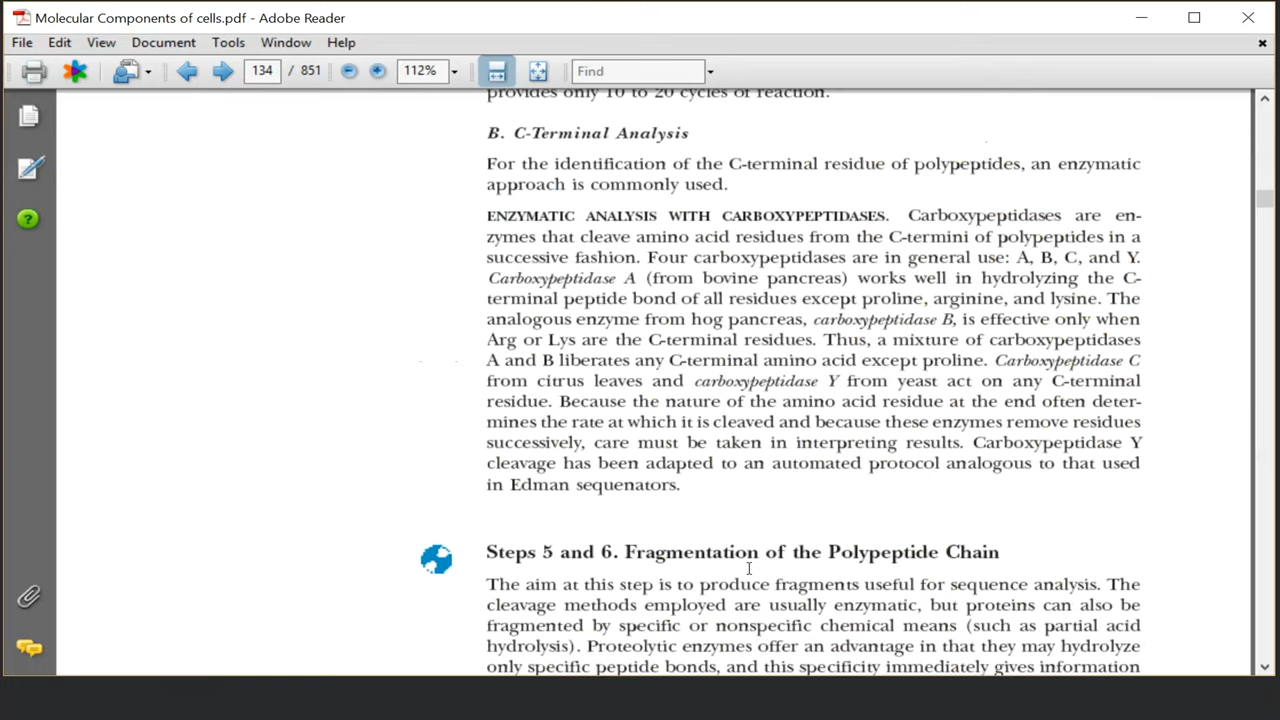 Molecular Components of cells.pdf - Adobe Reader
File Edit View Document Tools Window Help
134 / 851 112% Find
provides only 10 to 20 cycles of reaction.
B. C-Terminal Analysis
For the identification of the C-terminal residue of polypeptides, an enzymatic
approach is commonly used.
ENZYMATIC ANALYSIS WITH CARBOXYPEPTIDASES. Carboxypeptidases are en-
zymes that cleave amino acid residues from the C-termini of polypeptides in a
successive fashion. Four carboxypeptidases are in general use: A, B, C, and Y.
Carboxypeptidase A (from bovine pancreas) works well in hydrolyzing the C-
terminal peptide bond of all residues except proline, arginine, and lysine. The
analogous enzyme from hog pancreas, carboxypeptidase B, is effective only when
Arg or Lys are the C-terminal residues. Thus, a mixture of carboxypeptidases
A and B liberates any C-terminal amino acid except proline. Carboxypeptidase C
from citrus leaves and carboxypeptidase Y from yeast act on any C-terminal
residue. Because the nature of the amino acid residue at the end often deter-
mines the rate at which it is cleaved and because these enzymes remove residues
successively, care must be taken in interpreting results. Carboxypeptidase Y
cleavage has been adapted to an automated protocol analogous to that used
in Edman sequenators.
Steps 5 and 6. Fragmentation of the Polypeptide Chain
The aim at this step is to produce fragments useful for sequence analysis. The
cleavage methods employed are usually enzymatic, but proteins can also be
fragmented by specific or nonspecific chemical means (such as partial acid
hydrolysis). Proteolytic enzymes offer an advantage in that they may hydrolyze
only specific peptide bonds, and this specificity immediately gives information